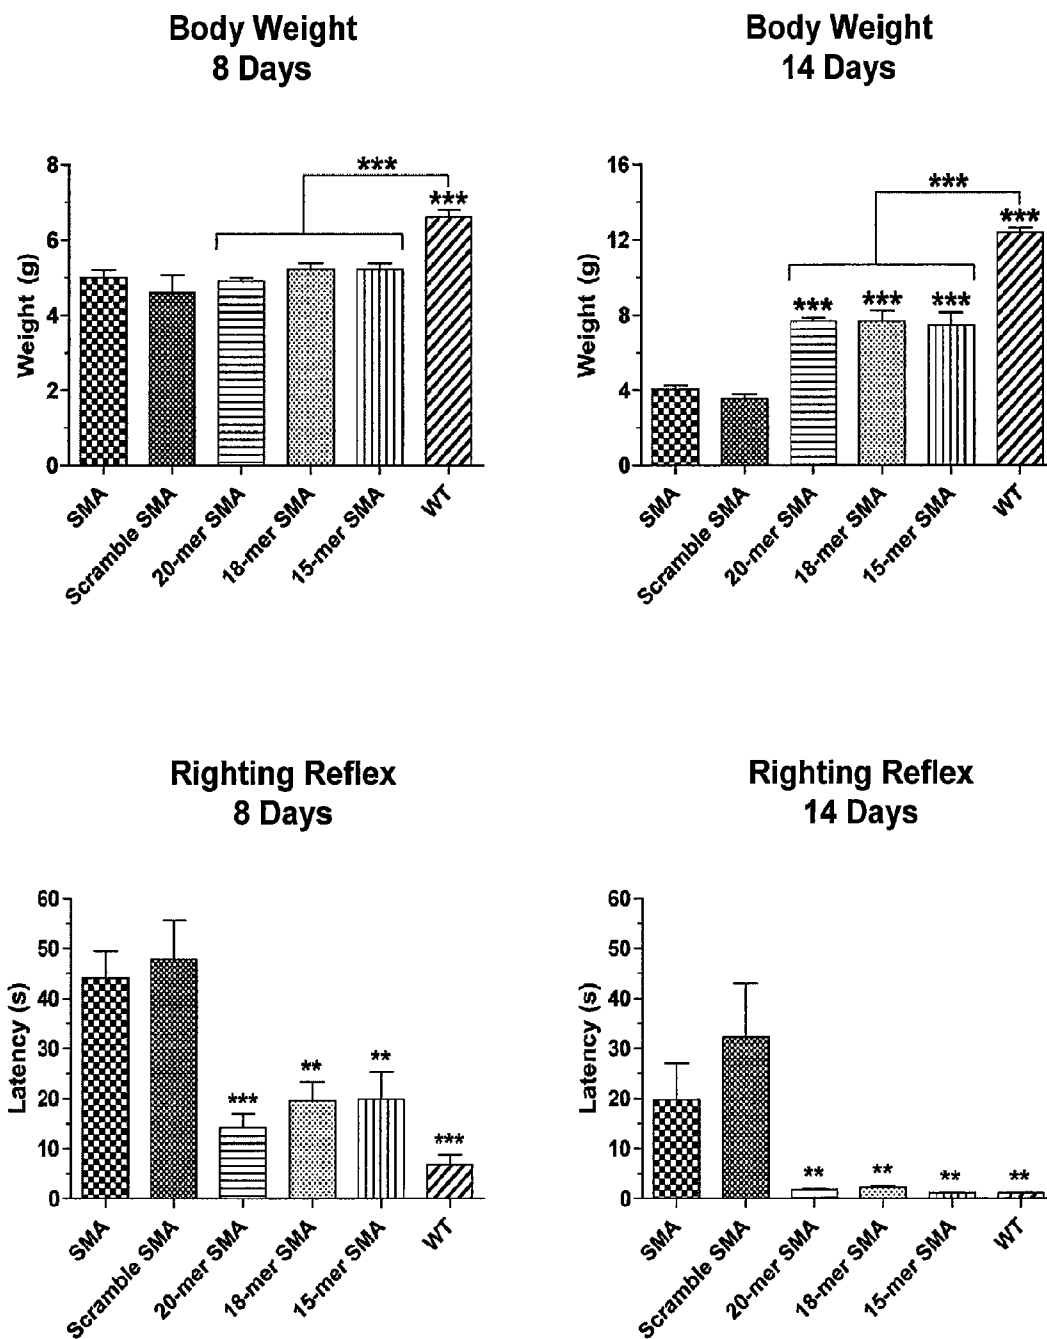 Body Weight
8 Days
Body Weight
14 Days
8
6
4
2
0
Weight (g)
***
***
SMA
Scramble SMA
20-mer SMA
18-mer SMA
15-mer SMA
WT
16
12
8
4
0
Weight (g)
***
***
***
***
***
SMA
Scramble SMA
20-mer SMA
18-mer SMA
15-mer SMA
WT
Righting Reflex
8 Days
Righting Reflex
14 Days
60
50
40
30
20
10
0
Latency (s)
***
**
**
***
SMA
Scramble SMA
20-mer SMA
18-mer SMA
15-mer SMA
WT
60
50
40
30
20
10
0
Latency (s)
**
**
**
**
SMA
Scramble SMA
20-mer SMA
18-mer SMA
15-mer SMA
WT